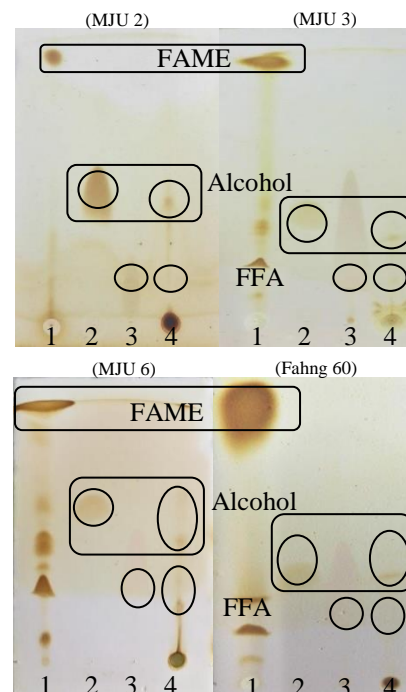 (MJU 2) (MJU 3)
FAME
Alcohol
FFA
1 2 3 4 1 2 3 4
(MJU 6) (Fahng 60)
FAME
Alcohol
FFA
1 2 3 4 1 2 3 4